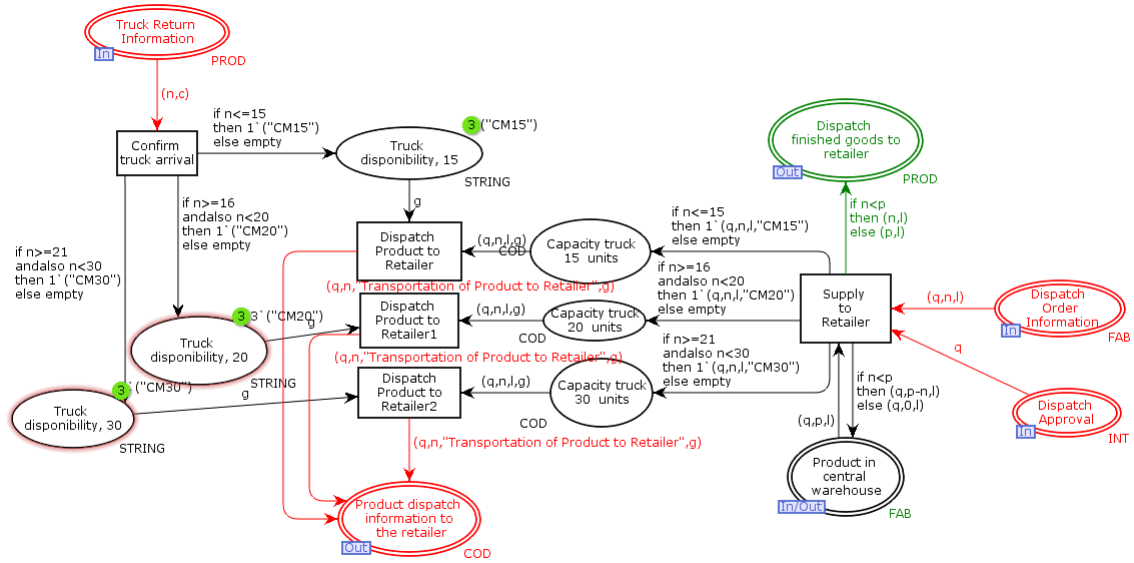 Truck Return
Information
In
PROD
(n,c)
Confirm
truck arrival
if n<=15
then 1`("CM15")
else empty
3
("CM15")
Truck
disponibility, 15
STRING
g
if n>=16
andalso n<20
then 1`("CM20")
else empty
if n>=21
andalso n<30
then 1`("CM30")
else empty
3
3`("CM20")
Truck
disponibility, 20
STRING
g
3
`("CM30")
Truck
disponibility, 30
STRING
g
Dispatch
Product to
Retailer
(q,n,"Transportation of Product to Retailer",g)
Dispatch
Product to
Retailer1
(q,n,"Transportation of Product to Retailer",g)
Dispatch
Product to
Retailer2
(q,n,"Transportation of Product to Retailer",g)
Product dispatch
information to
the retailer
Out
COD
(q,n,l,g)
COD
Capacity truck
15 units
(q,n,l,g)
COD
Capacity truck
20 units
(q,n,l,g)
COD
Capacity truck
30 units
if n<=15
then 1`(q,n,l,"CM15")
else empty
if n>=16
andalso n<20
then 1`(q,n,l,"CM20")
else empty
if n>=21
andalso n<30
then 1`(q,n,l,"CM30")
else empty
Dispatch
finished goods to
retailer
Out
PROD
if n<p
then (n,l)
else (p,l)
Supply
to
Retailer
(q,n,l)
Dispatch
Order
Information
In
FAB
q
Dispatch
Approval
In
INT
if n<p
then (q,p-n,l)
else (q,0,l)
(q,p,l)
Product in
central
warehouse
In/Out
FAB